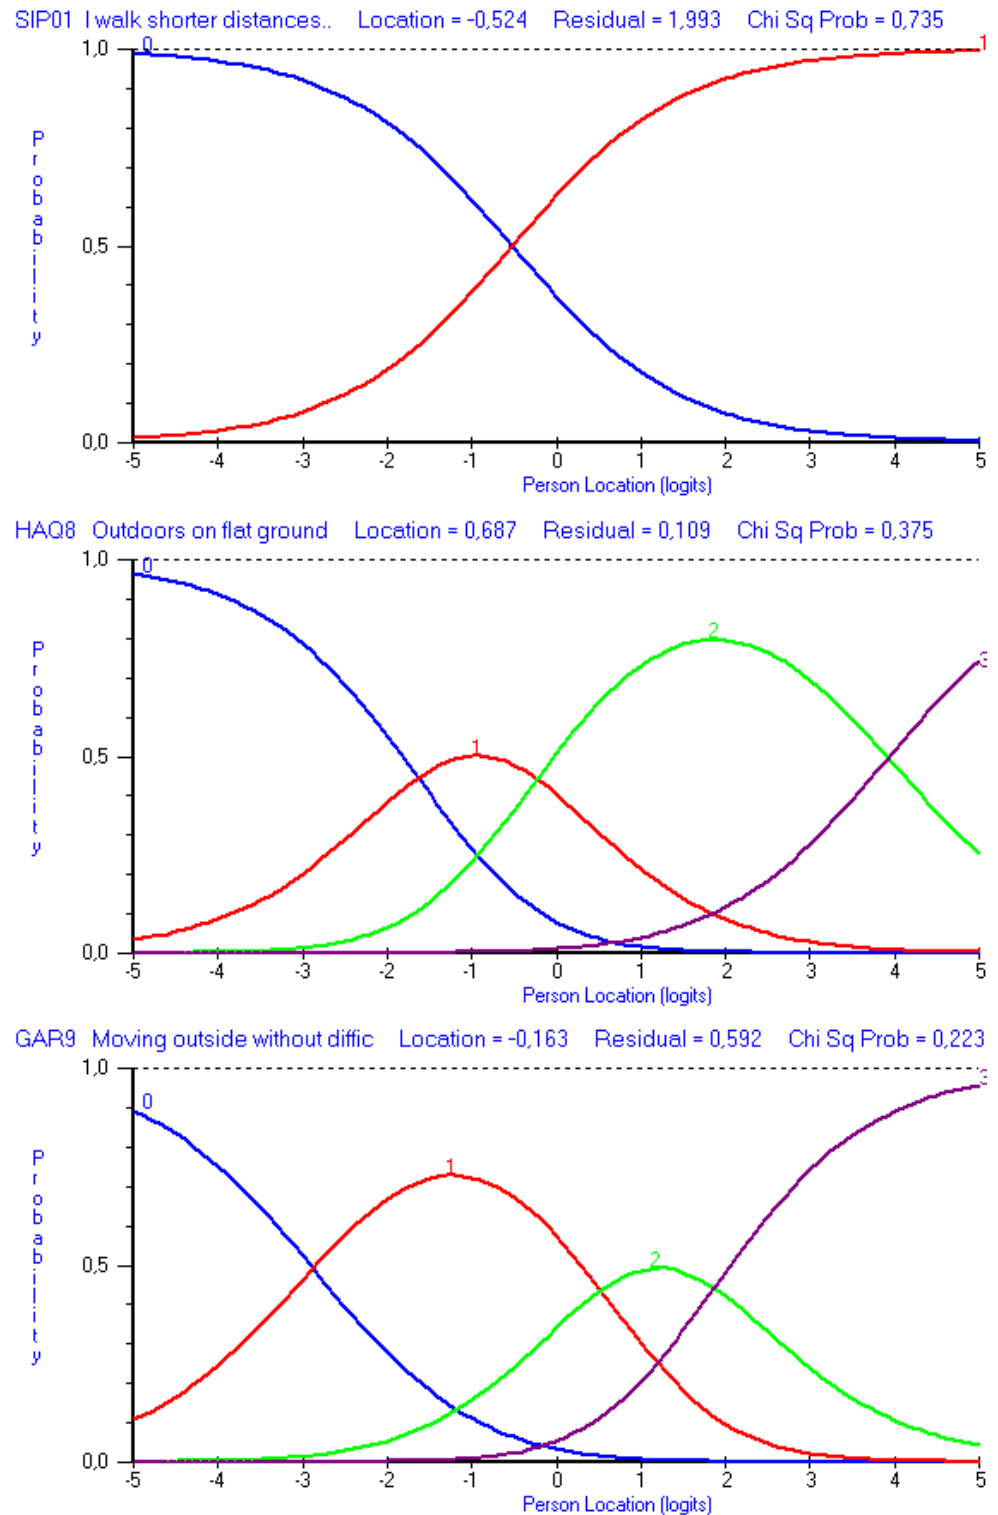 SIP01 I walk shorter distances.. Location = -0,524 Residual = 1,993 Chi Sq Prob = 0,735
1,0
0
1
Probability
0,5
0,0
-5 -4 -3 -2 -1 0 1 2 3 4 5
Person Location (logits)
HAQ8 Outdoors on flat ground Location = 0,687 Residual = 0,109 Chi Sq Prob = 0,375
1,0
0
2
3
Probability
1
0,5
0,0
-5 -4 -3 -2 -1 0 1 2 3 4 5
Person Location (logits)
GAR9 Moving outside without diffic Location = -0,163 Residual = 0,592 Chi Sq Prob = 0,223
1,0
3
0
Probability
1
2
0,5
0,0
-5 -4 -3 -2 -1 0 1 2 3 4 5
Person Location (logits)